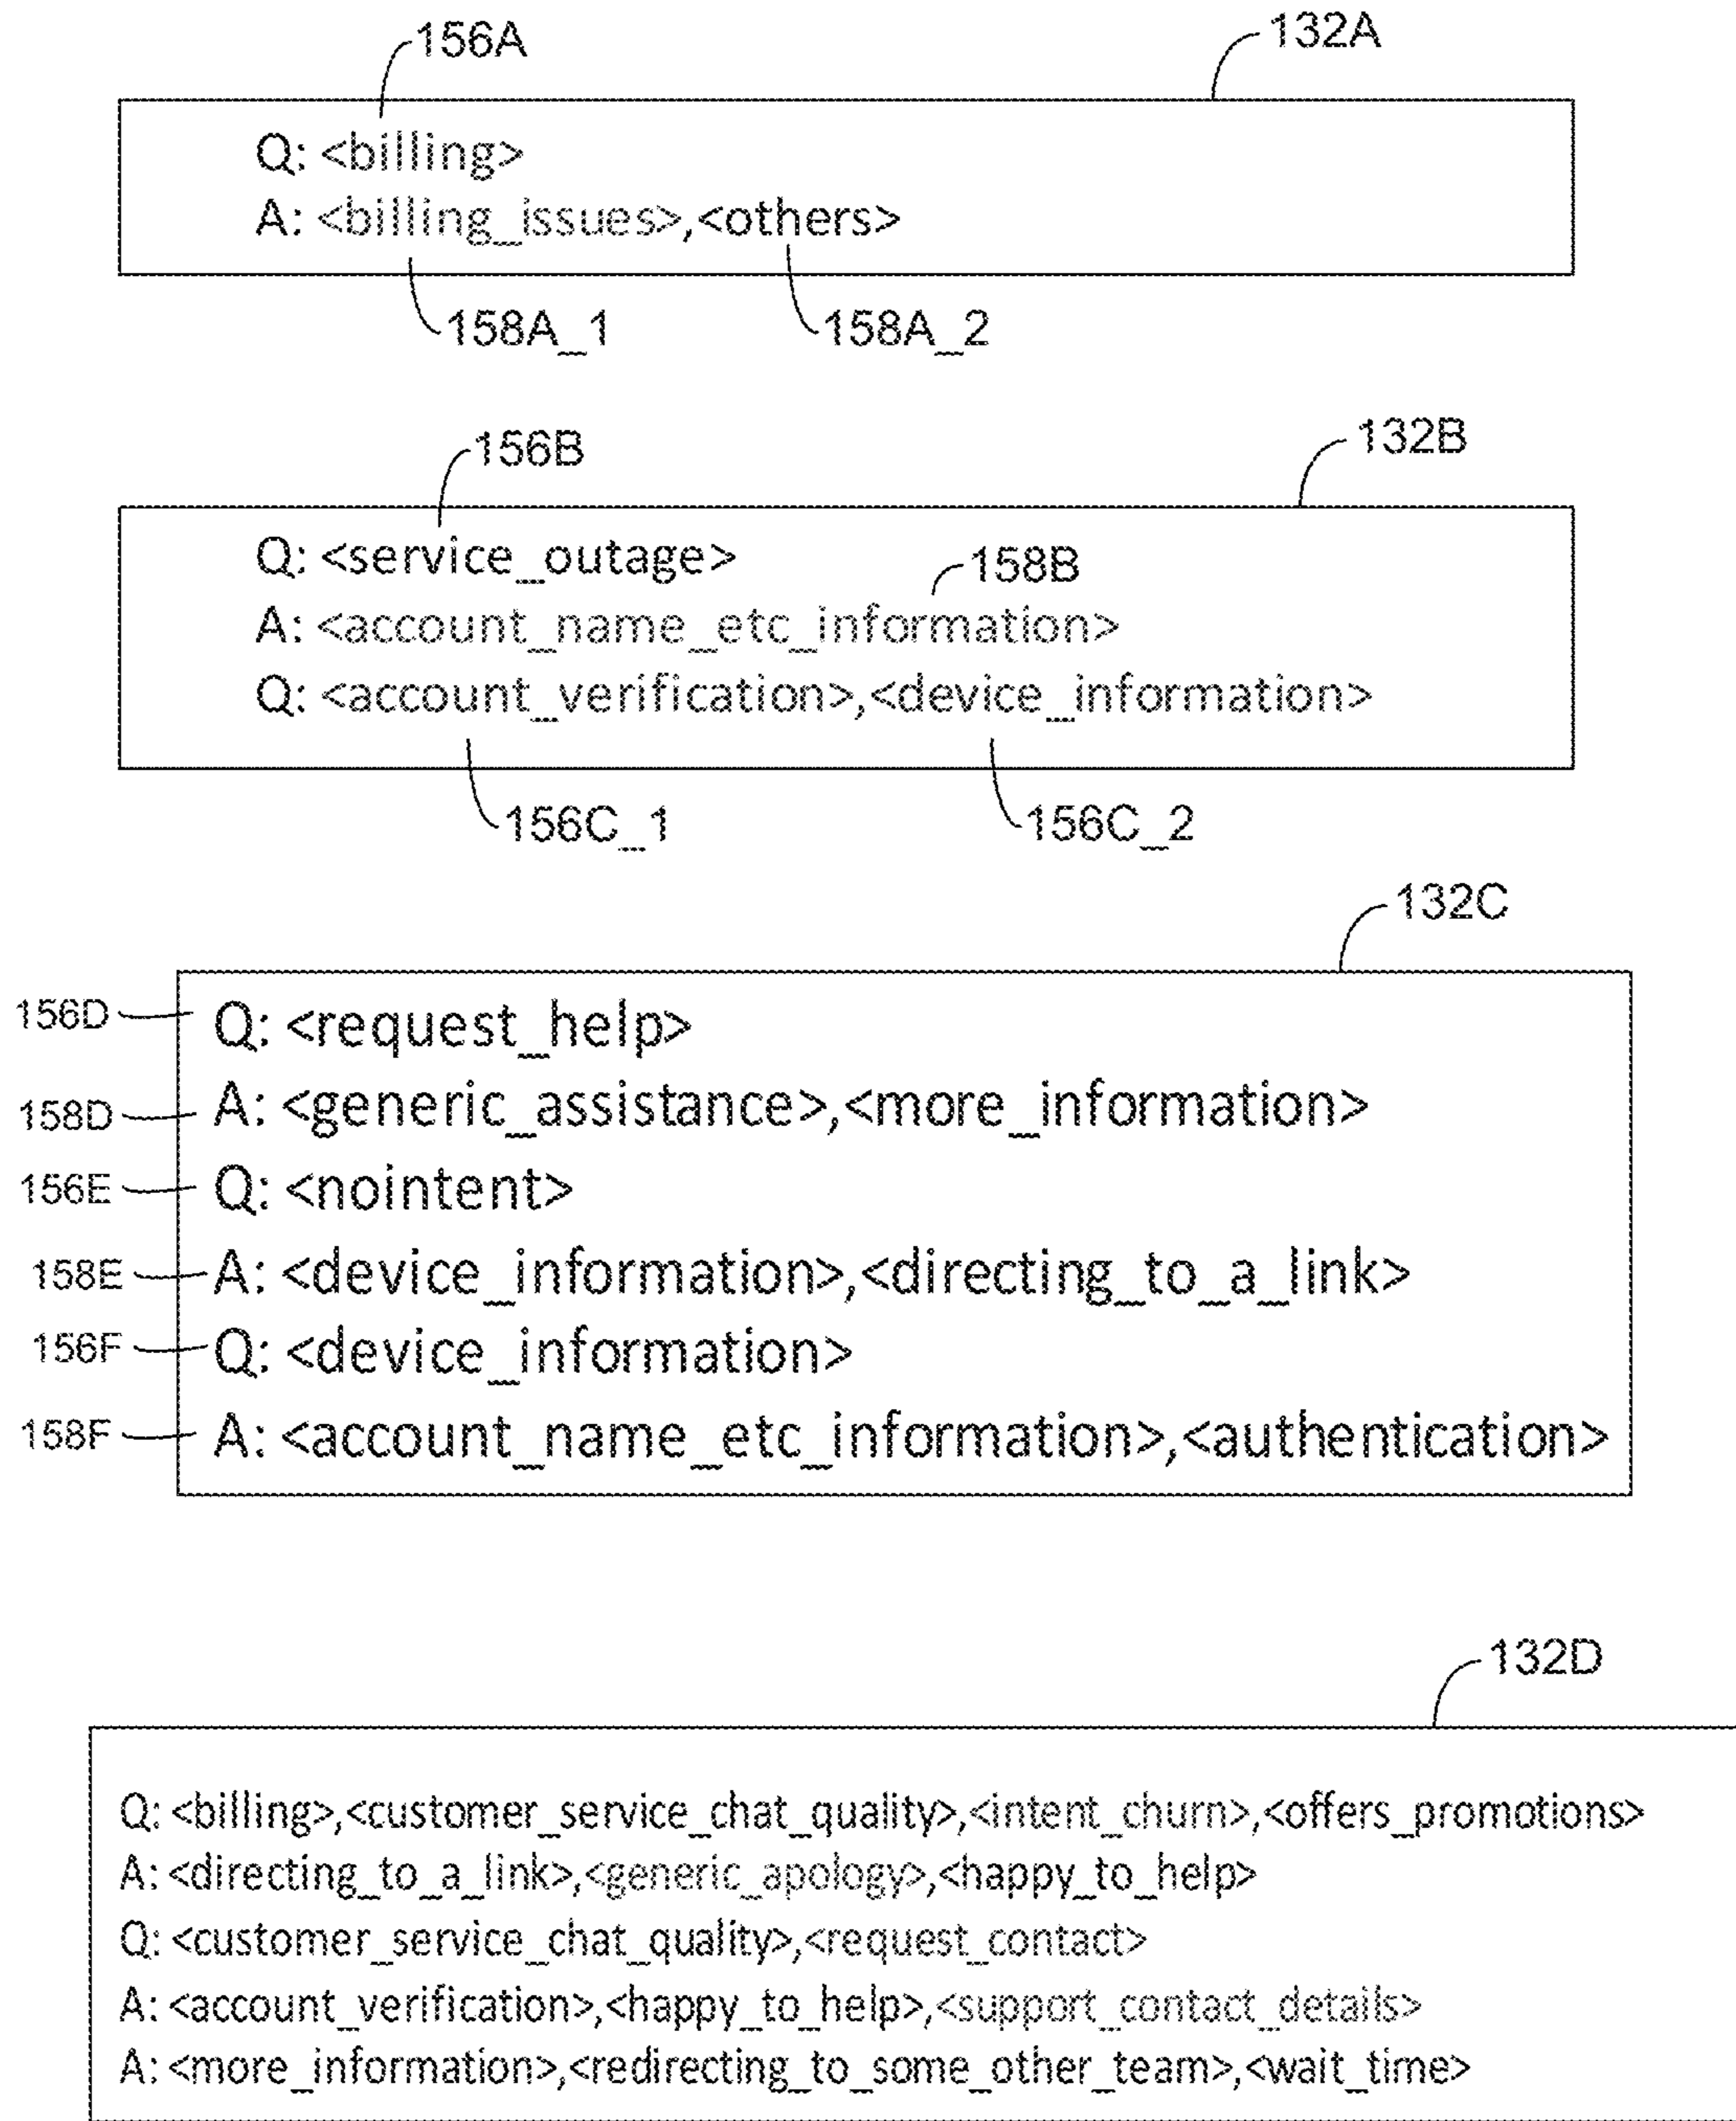 156A
132A
Q: <billing>
A: <billing_issues>,<others>
158A_1
158A_2
156B
132B
Q: <service_outage>
158B
A: <account_name_etc_information>
Q: <account_verification>,<device_information>
156C_1
156C_2
132C
156D
Q: <request_help>
158D
A: <generic_assistance>,<more_information>
156E
Q: <nointent>
158E
A: <device_information>,<directing_to_a_link>
156F
Q: <device_information>
158F
A: <account_name_etc_information>,<authentication>
132D
Q: <billing>,<customer_service_chat_quality>,<intent_churn>,<offers_promotions>
A: <directing_to_a_link>,<generic_apology>,<happy_to_help>
Q: <customer_service_chat_quality>,<request_contact>
A: <account_verification>,<happy_to_help>,<support_contact_details>
A: <more_information>,<redirecting_to_some_other_team>,<wait_time>